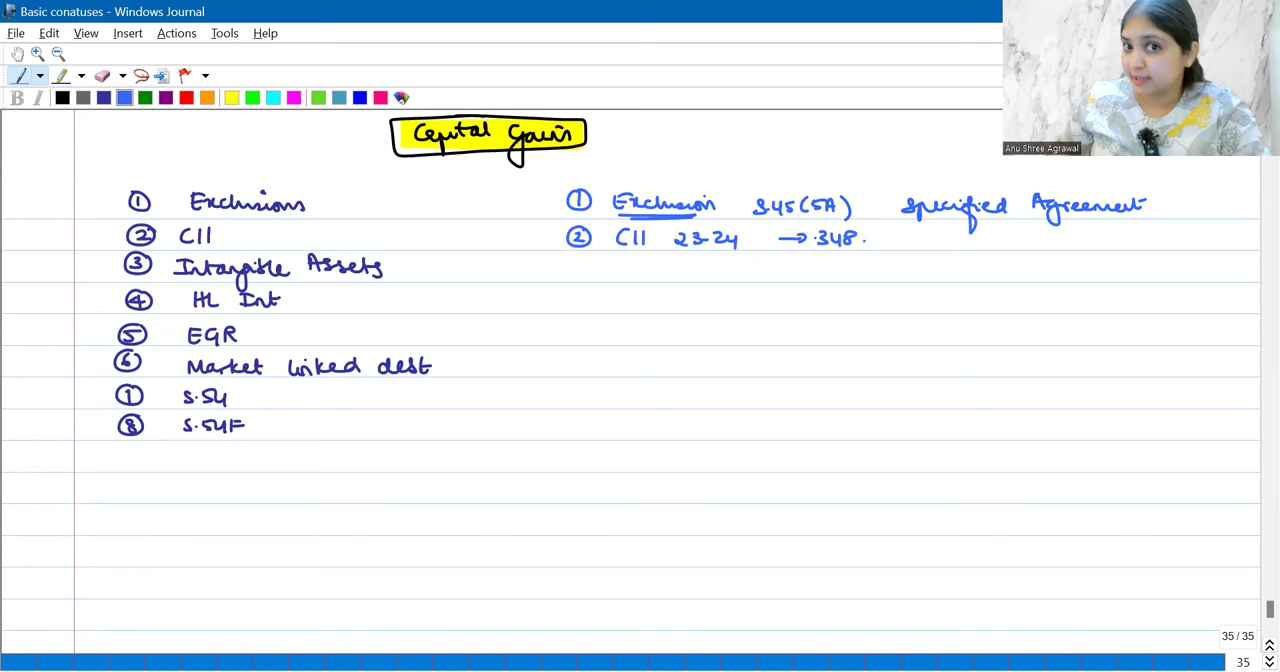 Basic conatuses - Windows Journal
File Edit View Insert Actions Tools Help
B I
Anu Shree Agrawal
Capital Gain
① Exclusions
② CII
③ Intangible Assets
④ HL Int
⑤ EGR
⑥ Market linked debt
① S.54
⑧ S.54F
① Exclusion S.45(5A) Specified Agreement
② CII 23-24 → 348.
35 / 35
35